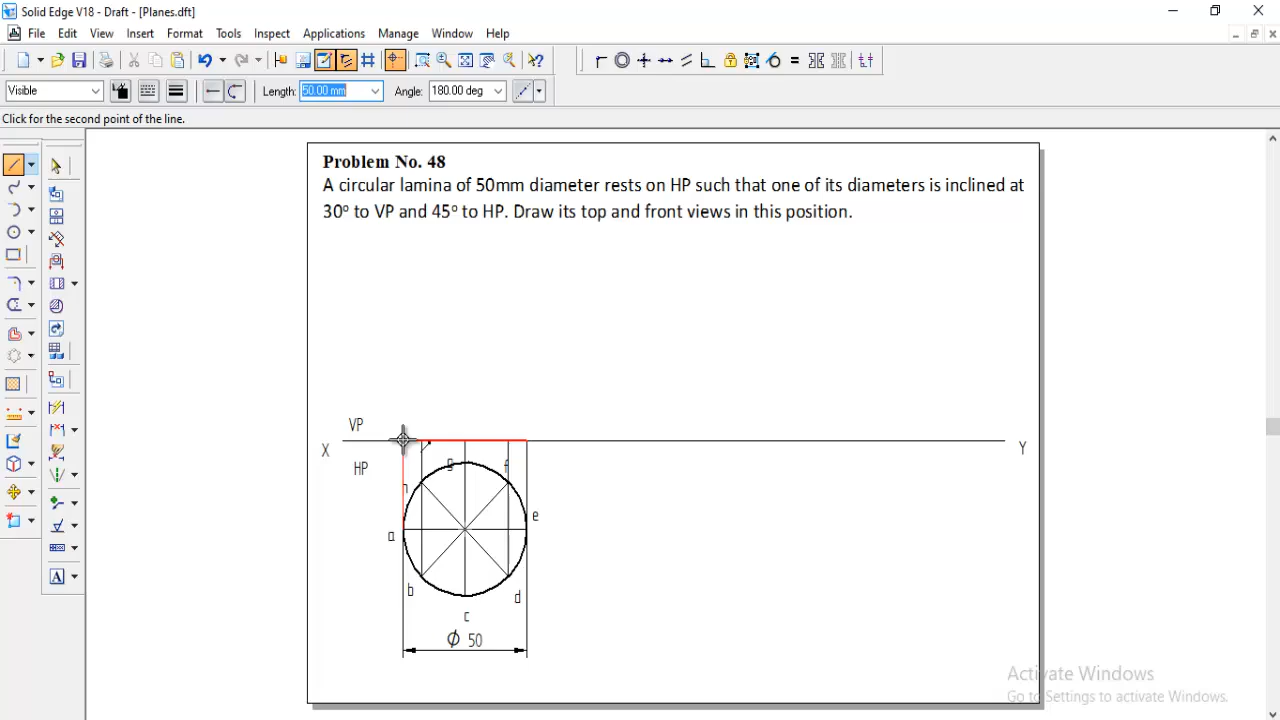 Solid Edge V18 - Draft - [Planes.dft]
File Edit View Insert Format Tools Inspect Applications Manage Window Help
Visible Length: 50.00 mm Angle: 180.00 deg
Click for the second point of the line.
Problem No. 48
A circular lamina of 50mm diameter rests on HP such that one of its diameters is inclined at
30º to VP and 45º to HP. Draw its top and front views in this position.
VP
X Y
HP
g f
h
e
a
b d
c
ϕ 50
Activate Windows
Go to Settings to activate Windows.